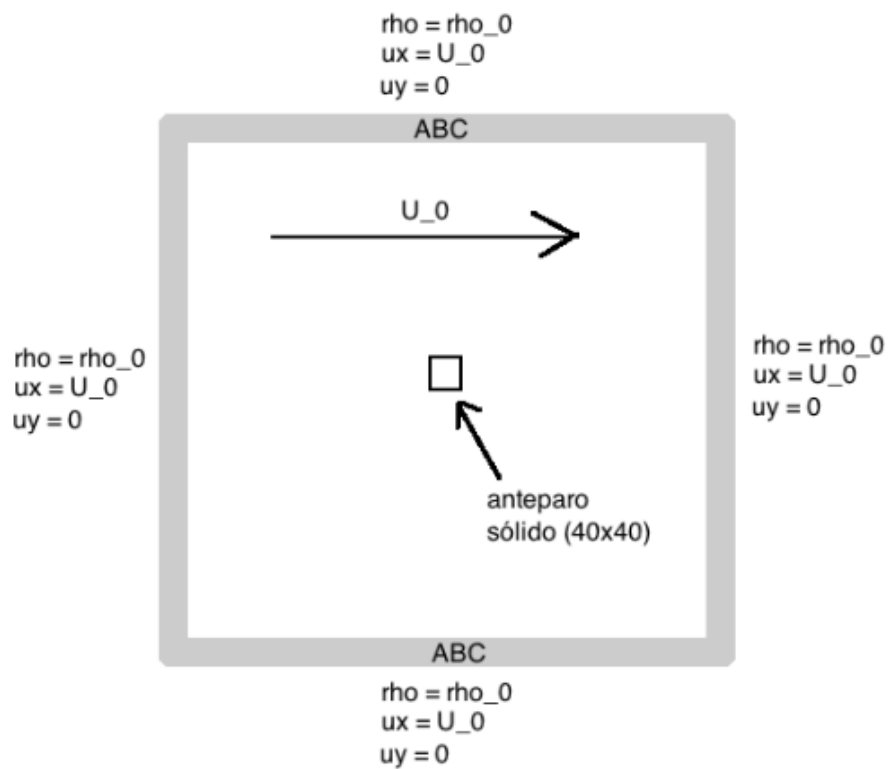 rho = rho_0
ux = U_0
uy = 0
ABC
U_0
rho = rho_0
ux = U_0
uy = 0
rho = rho_0
ux = U_0
uy = 0
anteparo
sólido (40x40)
ABC
rho = rho_0
ux = U_0
uy = 0